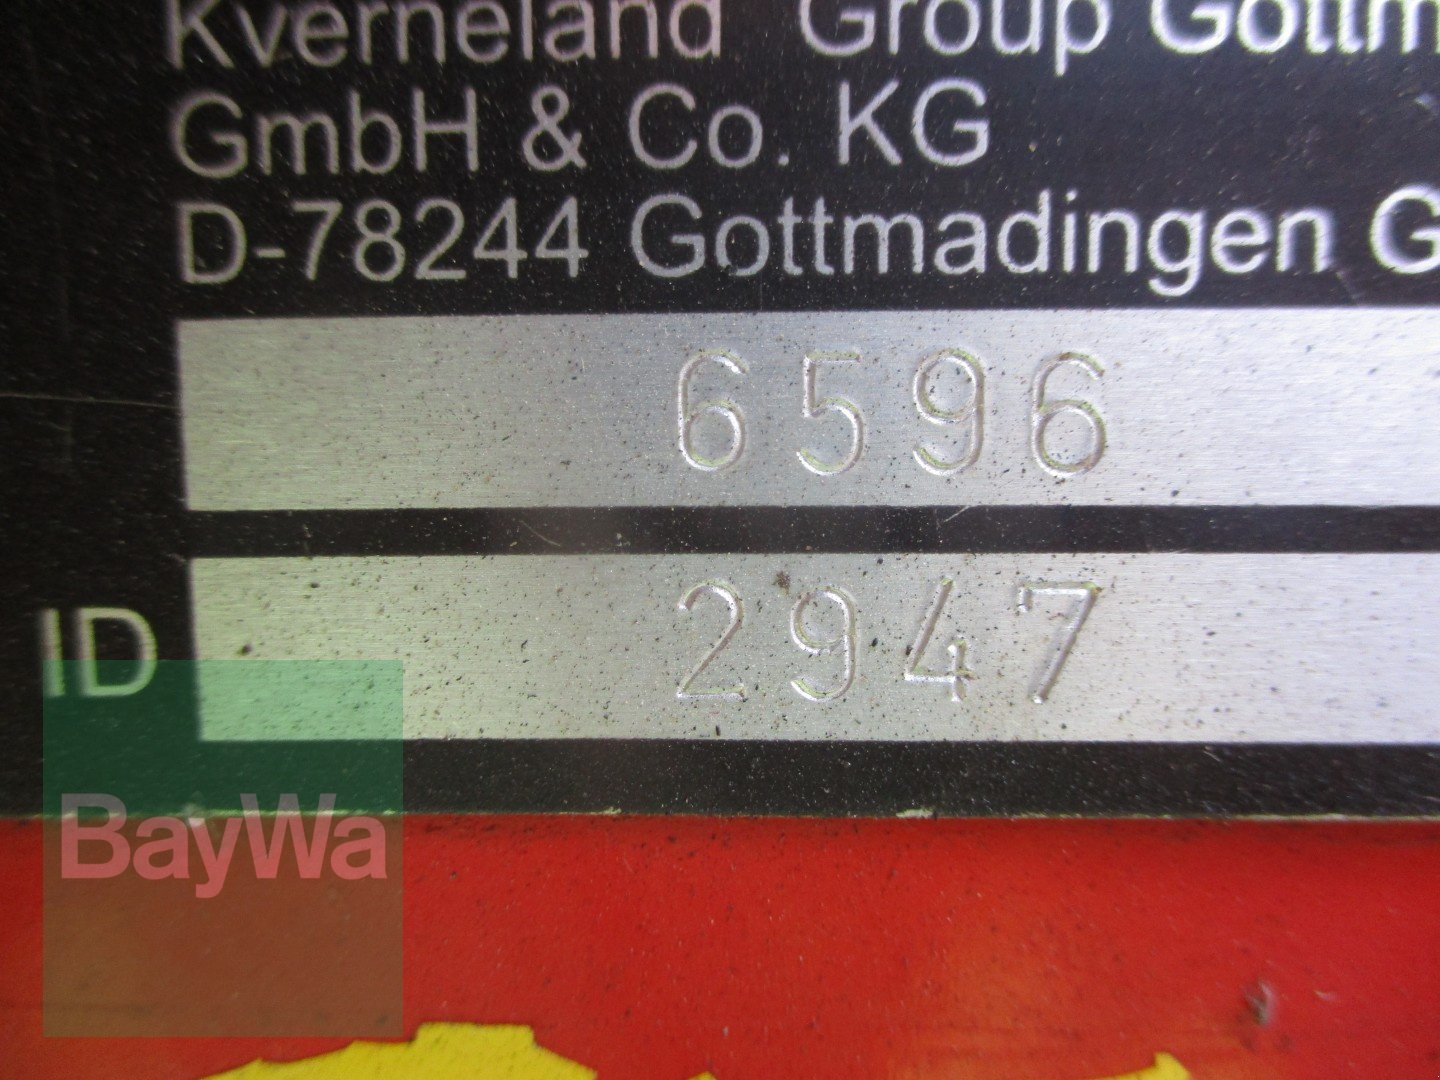 Kverneland Group Gottm
GmbH & Co. KG
D-78244 Gottmadingen G
6596
ID 2947
BayWa